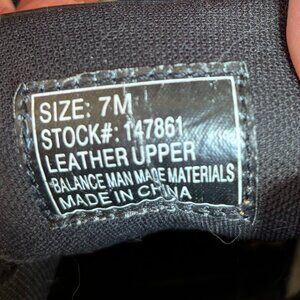 SIZE: 7M
STOCK#: 147861
LEATHER UPPER
BALANCE MAN MADE MATERIALS
MADE IN CHINA